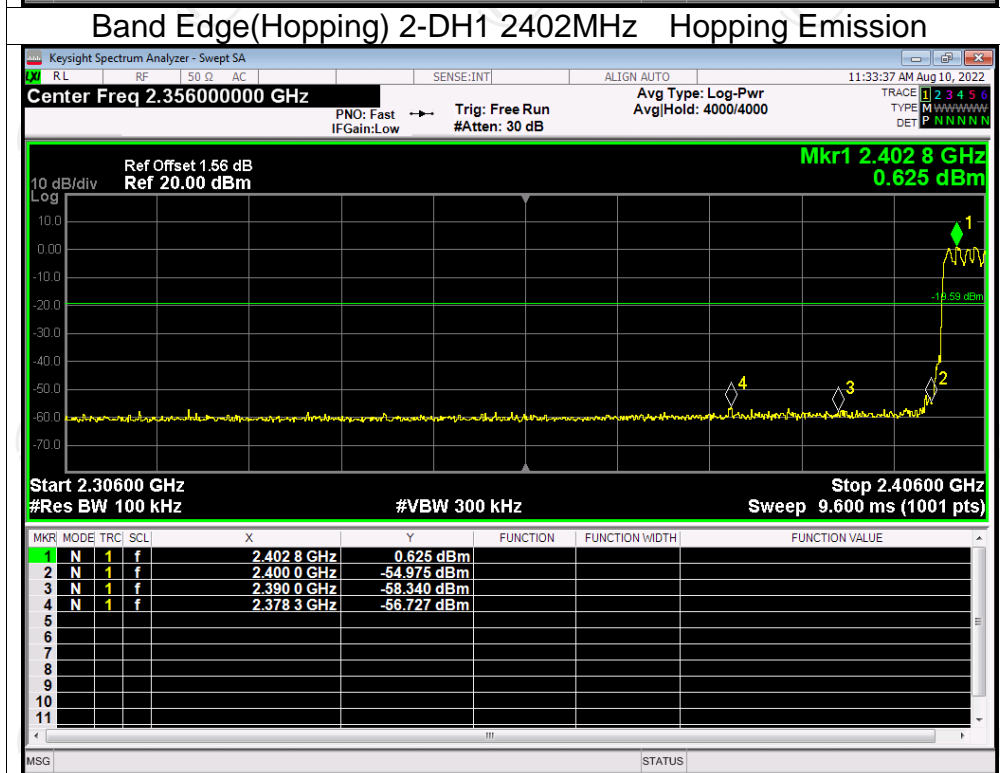 Band Edge(Hopping) 2-DH1 2402MHz Hopping Emission
Keysight Spectrum Analyzer - Swept SA
LXI RL RF 50 Ω AC SENSE:INT ALIGN AUTO 11:33:37 AM Aug 10, 2022
Center Freq 2.356000000 GHz
PNO: Fast
IFGain:Low
Trig: Free Run
#Atten: 30 dB
Avg Type: Log-Pwr
Avg|Hold: 4000/4000
TRACE 1 2 3 4 5 6
TYPE M W W W W W
DET P N N N N N
Mkr1 2.402 8 GHz
0.625 dBm
Ref Offset 1.56 dB
10 dB/div Ref 20.00 dBm
Log
10.0
0.00
-10.0
-20.0
-30.0
-40.0
-50.0
-60.0
-70.0
-19.59 dBm
1
2
3
4
Start 2.30600 GHz Stop 2.40600 GHz
#Res BW 100 kHz #VBW 300 kHz Sweep 9.600 ms (1001 pts)
MKR MODE TRC SCL X Y FUNCTION FUNCTION WIDTH FUNCTION VALUE
1 N 1 f 2.402 8 GHz 0.625 dBm
2 N 1 f 2.400 0 GHz -54.975 dBm
3 N 1 f 2.390 0 GHz -58.340 dBm
4 N 1 f 2.378 3 GHz -56.727 dBm
5
6
7
8
9
10
11
MSG STATUS